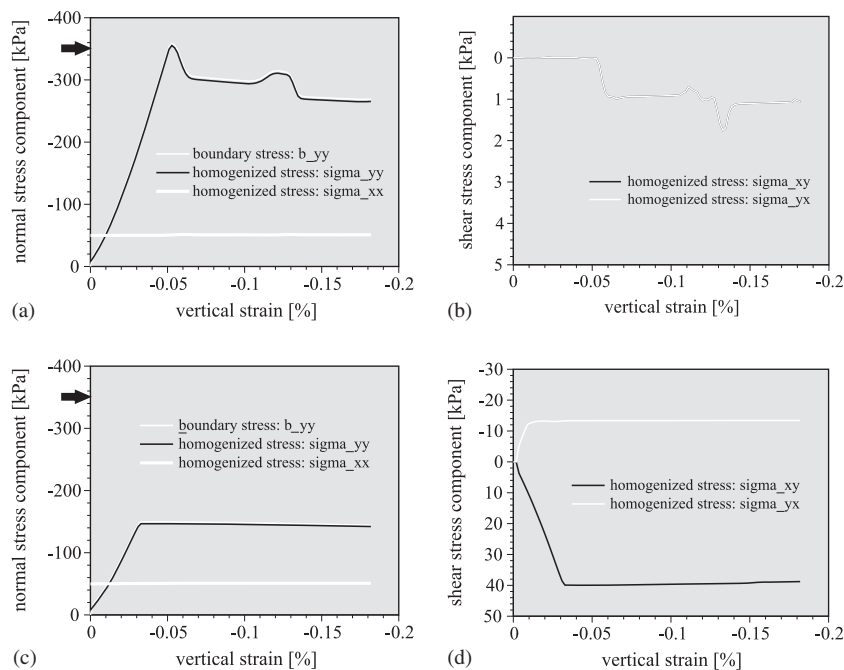 normal stress component [kPa]
-400
-300
-200
-100
0
boundary stress: b_yy
homogenized stress: sigma_yy
homogenized stress: sigma_xx
0 -0.05 -0.1 -0.15 -0.2
vertical strain [%]
(a)
shear stress component [kPa]
0
1
2
3
4
5
homogenized stress: sigma_xy
homogenized stress: sigma_yx
0 -0.05 -0.1 -0.15 -0.2
vertical strain [%]
(b)
normal stress component [kPa]
-400
-300
-200
-100
0
boundary stress: b_yy
homogenized stress: sigma_yy
homogenized stress: sigma_xx
0 -0.05 -0.1 -0.15 -0.2
vertical strain [%]
(c)
shear stress component [kPa]
-30
-20
-10
0
10
20
30
40
50
homogenized stress: sigma_xy
homogenized stress: sigma_yx
0 -0.05 -0.1 -0.15 -0.2
vertical strain [%]
(d)